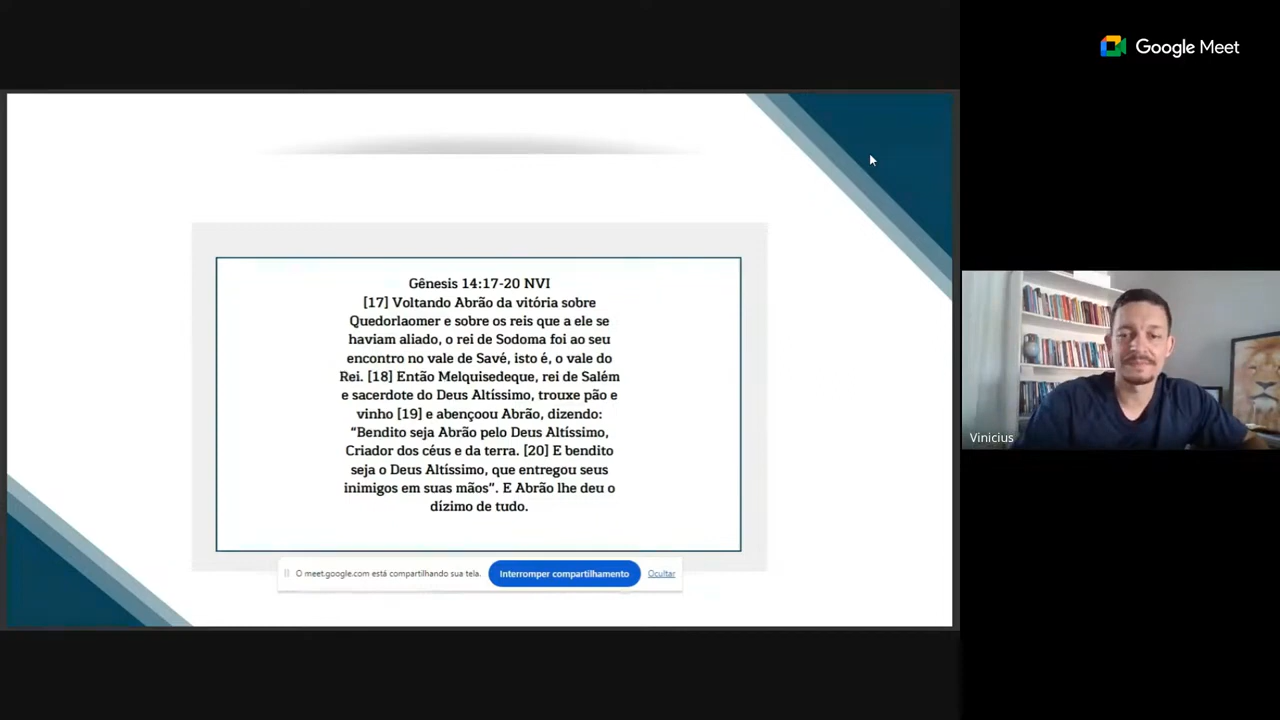 Google Meet
Gênesis 14:17-20 NVI
[17] Voltando Abrão da vitória sobre
Quedorlaomer e sobre os reis que a ele se
haviam aliado, o rei de Sodoma foi ao seu
encontro no vale de Savé, isto é, o vale do
Rei. [18] Então Melquisedeque, rei de Salém
e sacerdote do Deus Altíssimo, trouxe pão e
vinho [19] e abençoou Abrão, dizendo:
“Bendito seja Abrão pelo Deus Altíssimo,
Criador dos céus e da terra. [20] E bendito
seja o Deus Altíssimo, que entregou seus
inimigos em suas mãos”. E Abrão lhe deu o
dízimo de tudo.
O meet.google.com está compartilhando sua tela. Interromper compartilhamento Ocultar
Vinicius